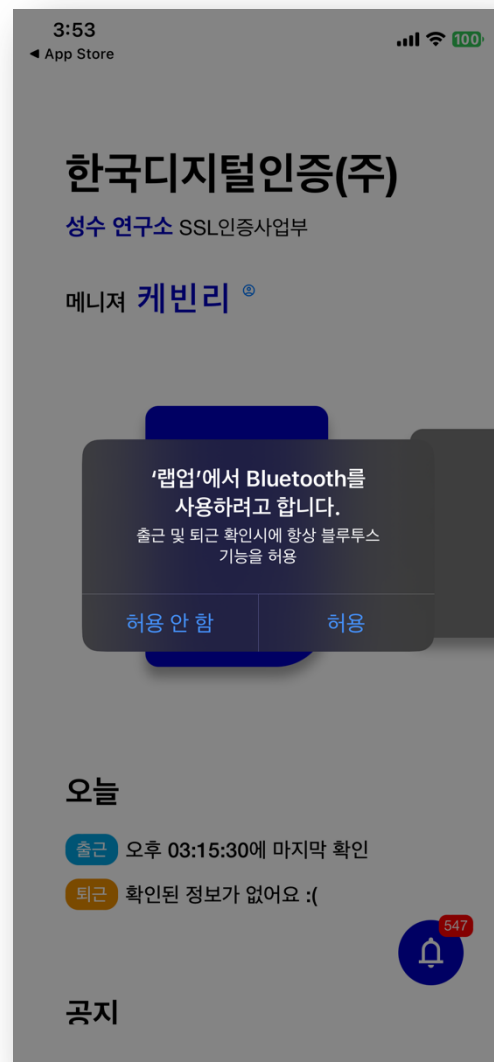 3:53
100
◀ App Store
한국디지털인증(주)
성수 연구소 SSL인증사업부
메니져 케빈리
‘랩업’에서 Bluetooth를
사용하려고 합니다.
출근 및 퇴근 확인시에 항상 블루투스
기능을 허용
허용 안 함
허용
오늘
출근 오후 03:15:30에 마지막 확인
퇴근 확인된 정보가 없어요 :(
547
공지